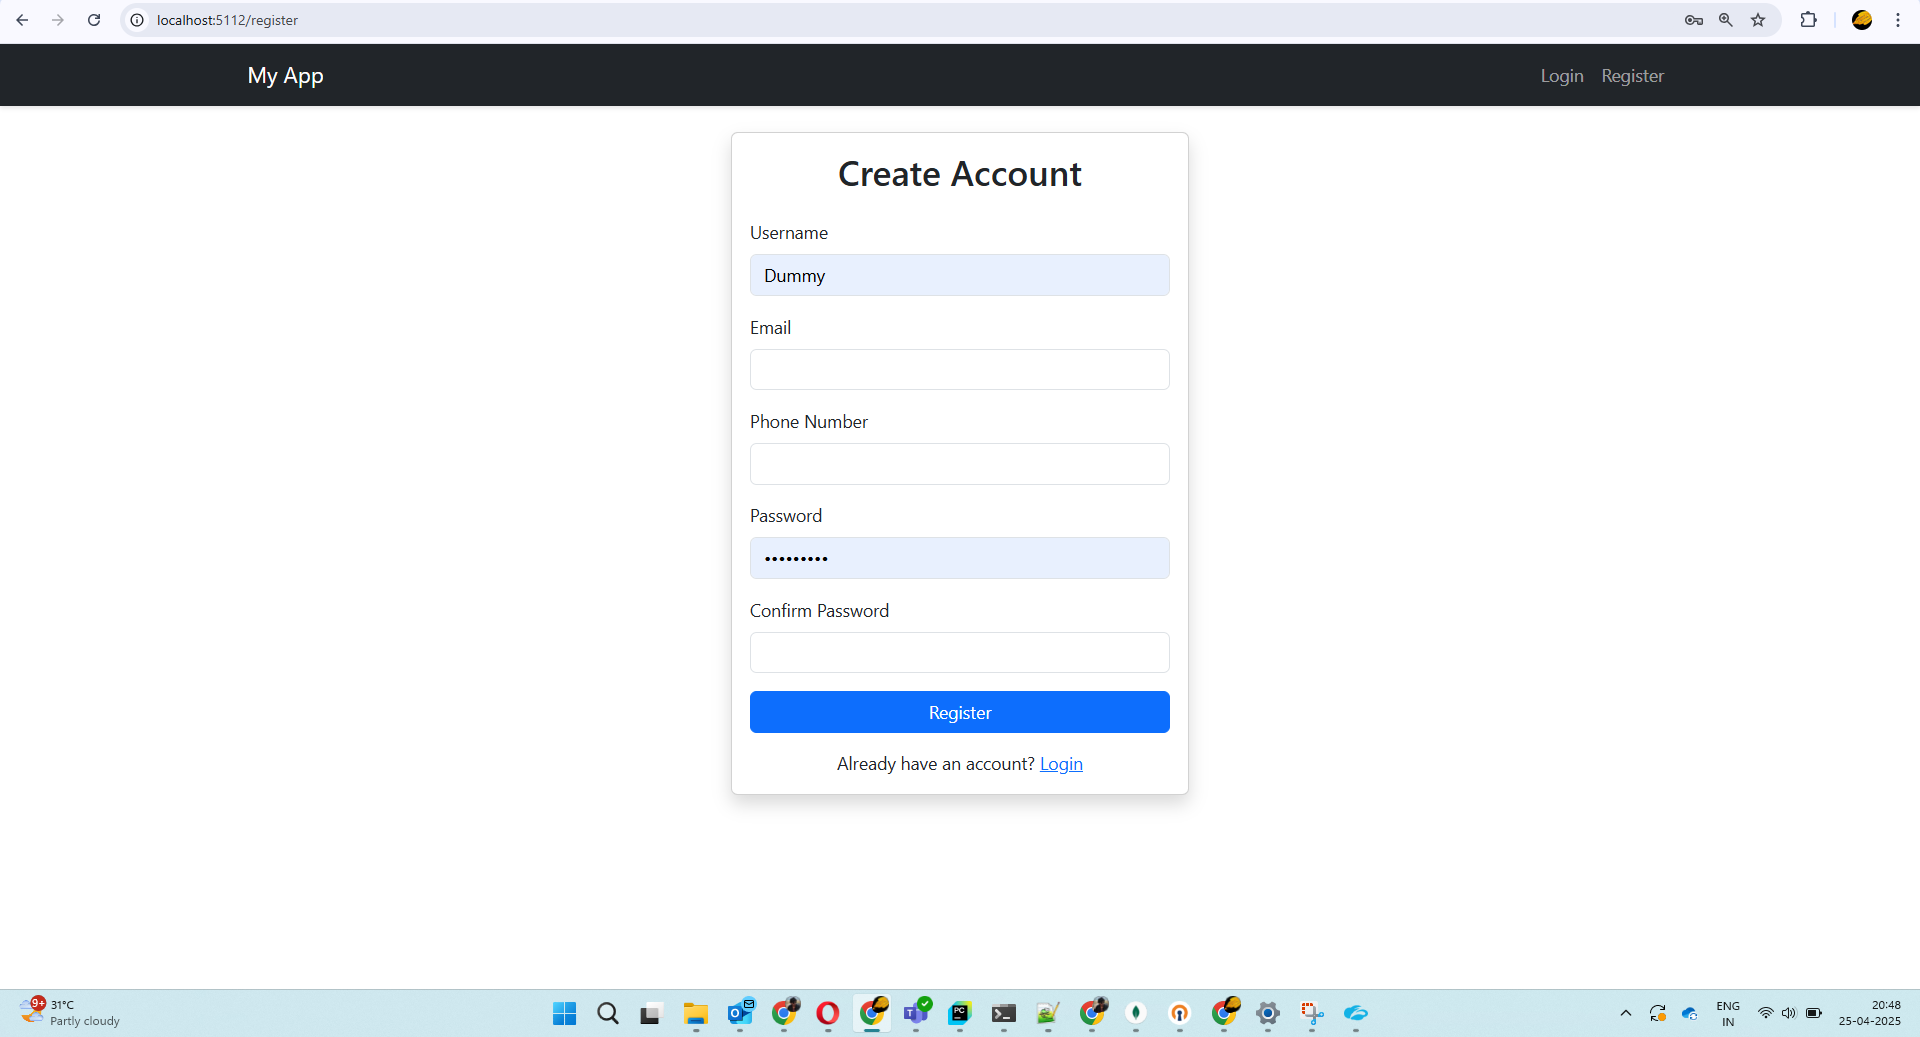 localhost:5112/register
My App
Login Register
Create Account
Username
Dummy
Email
Phone Number
Password
•••••••••
Confirm Password
Register
Already have an account? Login
9+
31°C
Partly cloudy
ENG
IN
20:48
25-04-2025